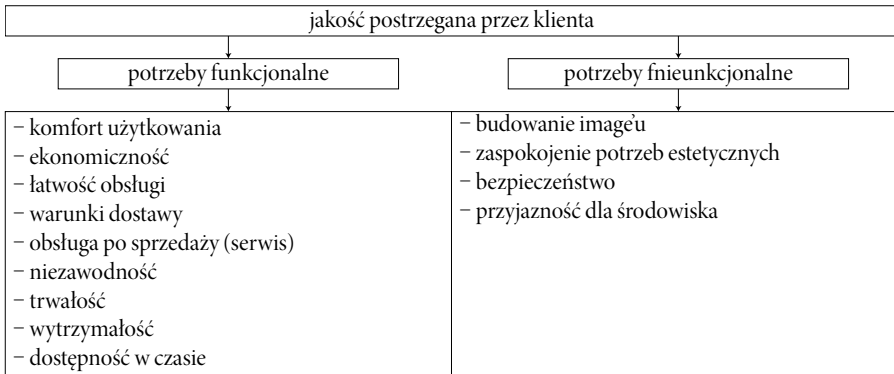 jakość postrzegana przez klienta
potrzeby funkcjonalne
potrzeby fnieunkcjonalne
– komfort użytkowania
– ekonomiczność
– łatwość obsługi
– warunki dostawy
– obsługa po sprzedaży (serwis)
– niezawodność
– trwałość
– wytrzymałość
– dostępność w czasie
– budowanie image'u
– zaspokojenie potrzeb estetycznych
– bezpieczeństwo
– przyjazność dla środowiska